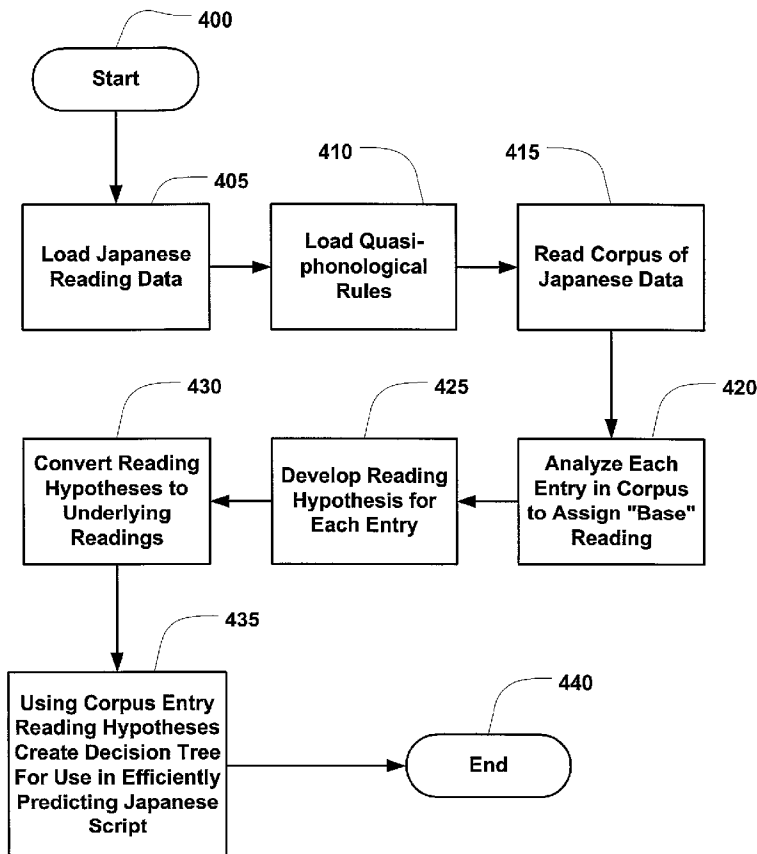 400
Start
405
Load Japanese
Reading Data
410
Load Quasi-
phonological
Rules
415
Read Corpus of
Japanese Data
420
Analyze Each
Entry in Corpus
to Assign "Base"
Reading
425
Develop Reading
Hypothesis for
Each Entry
430
Convert Reading
Hypotheses to
Underlying
Readings
435
Using Corpus Entry
Reading Hypotheses
Create Decision Tree
For Use in Efficiently
Predicting Japanese
Script
440
End